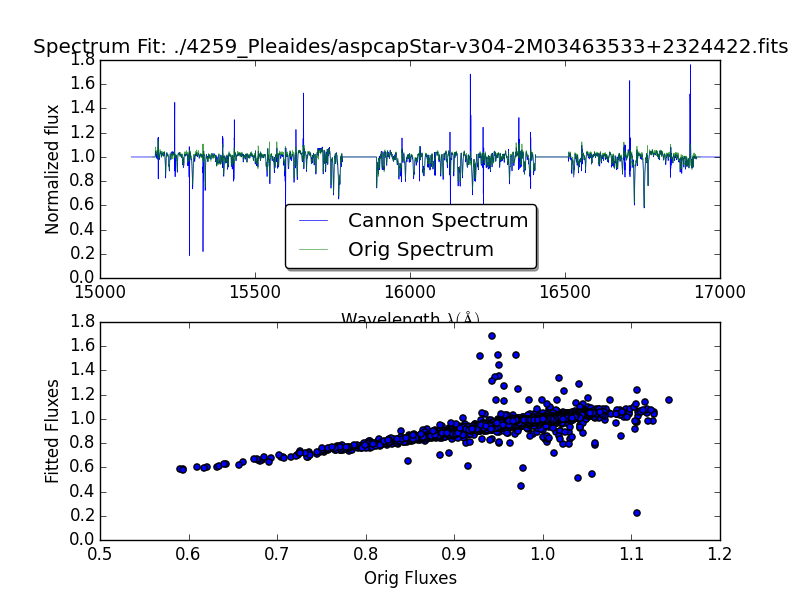 Spectrum Fit: ./4259_Pleaides/aspcapStar-v304-2M03463533+2324422.fits
1.8
1.6
1.4
1.2
1.0
0.8
0.6
0.4
0.2
0.0
Normalized flux
Cannon Spectrum
Orig Spectrum
15000 15500 16000 16500 17000
Wavelength λ(Å)
1.8
1.6
1.4
1.2
1.0
0.8
0.6
0.4
0.2
0.0
Fitted Fluxes
0.5 0.6 0.7 0.8 0.9 1.0 1.1 1.2
Orig Fluxes